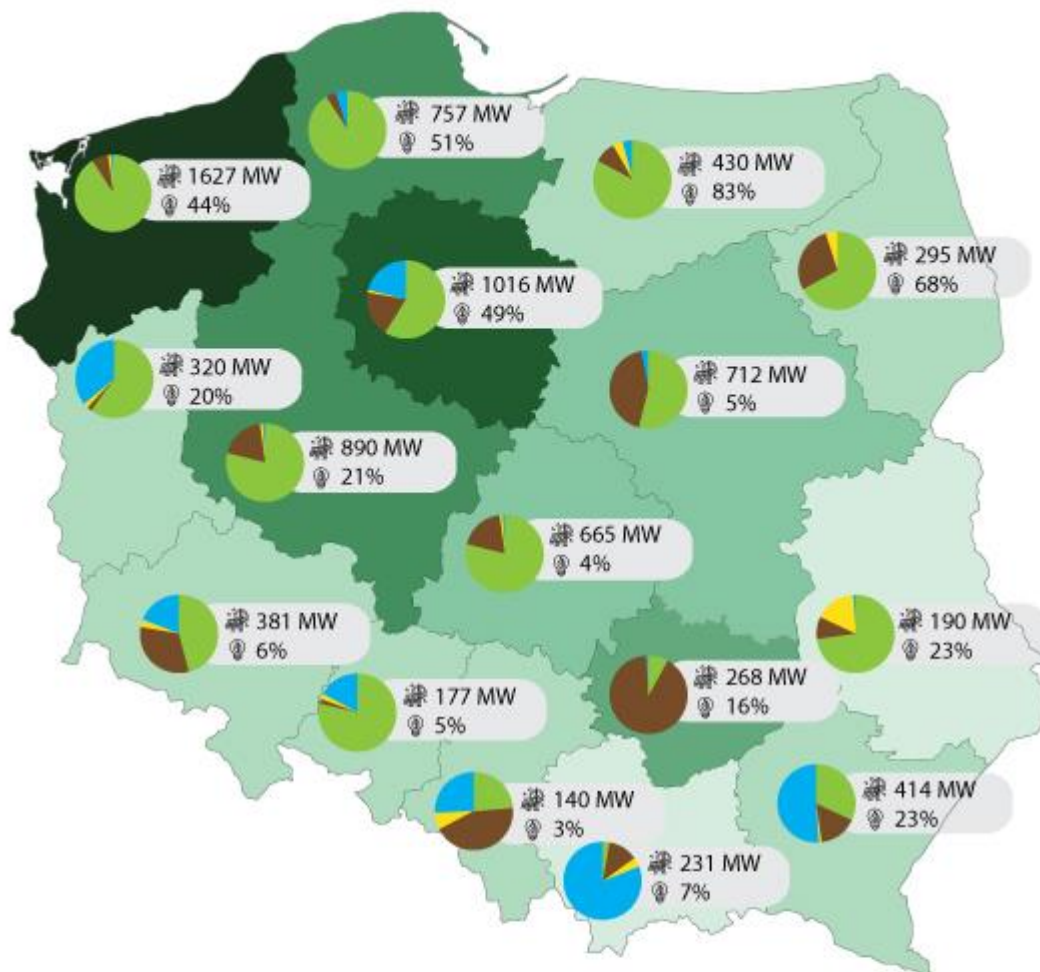 757 MW
51%
1627 MW
44%
430 MW
83%
295 MW
68%
1016 MW
49%
320 MW
20%
712 MW
5%
890 MW
21%
665 MW
4%
381 MW
6%
190 MW
23%
268 MW
16%
177 MW
5%
140 MW
3%
414 MW
23%
231 MW
7%